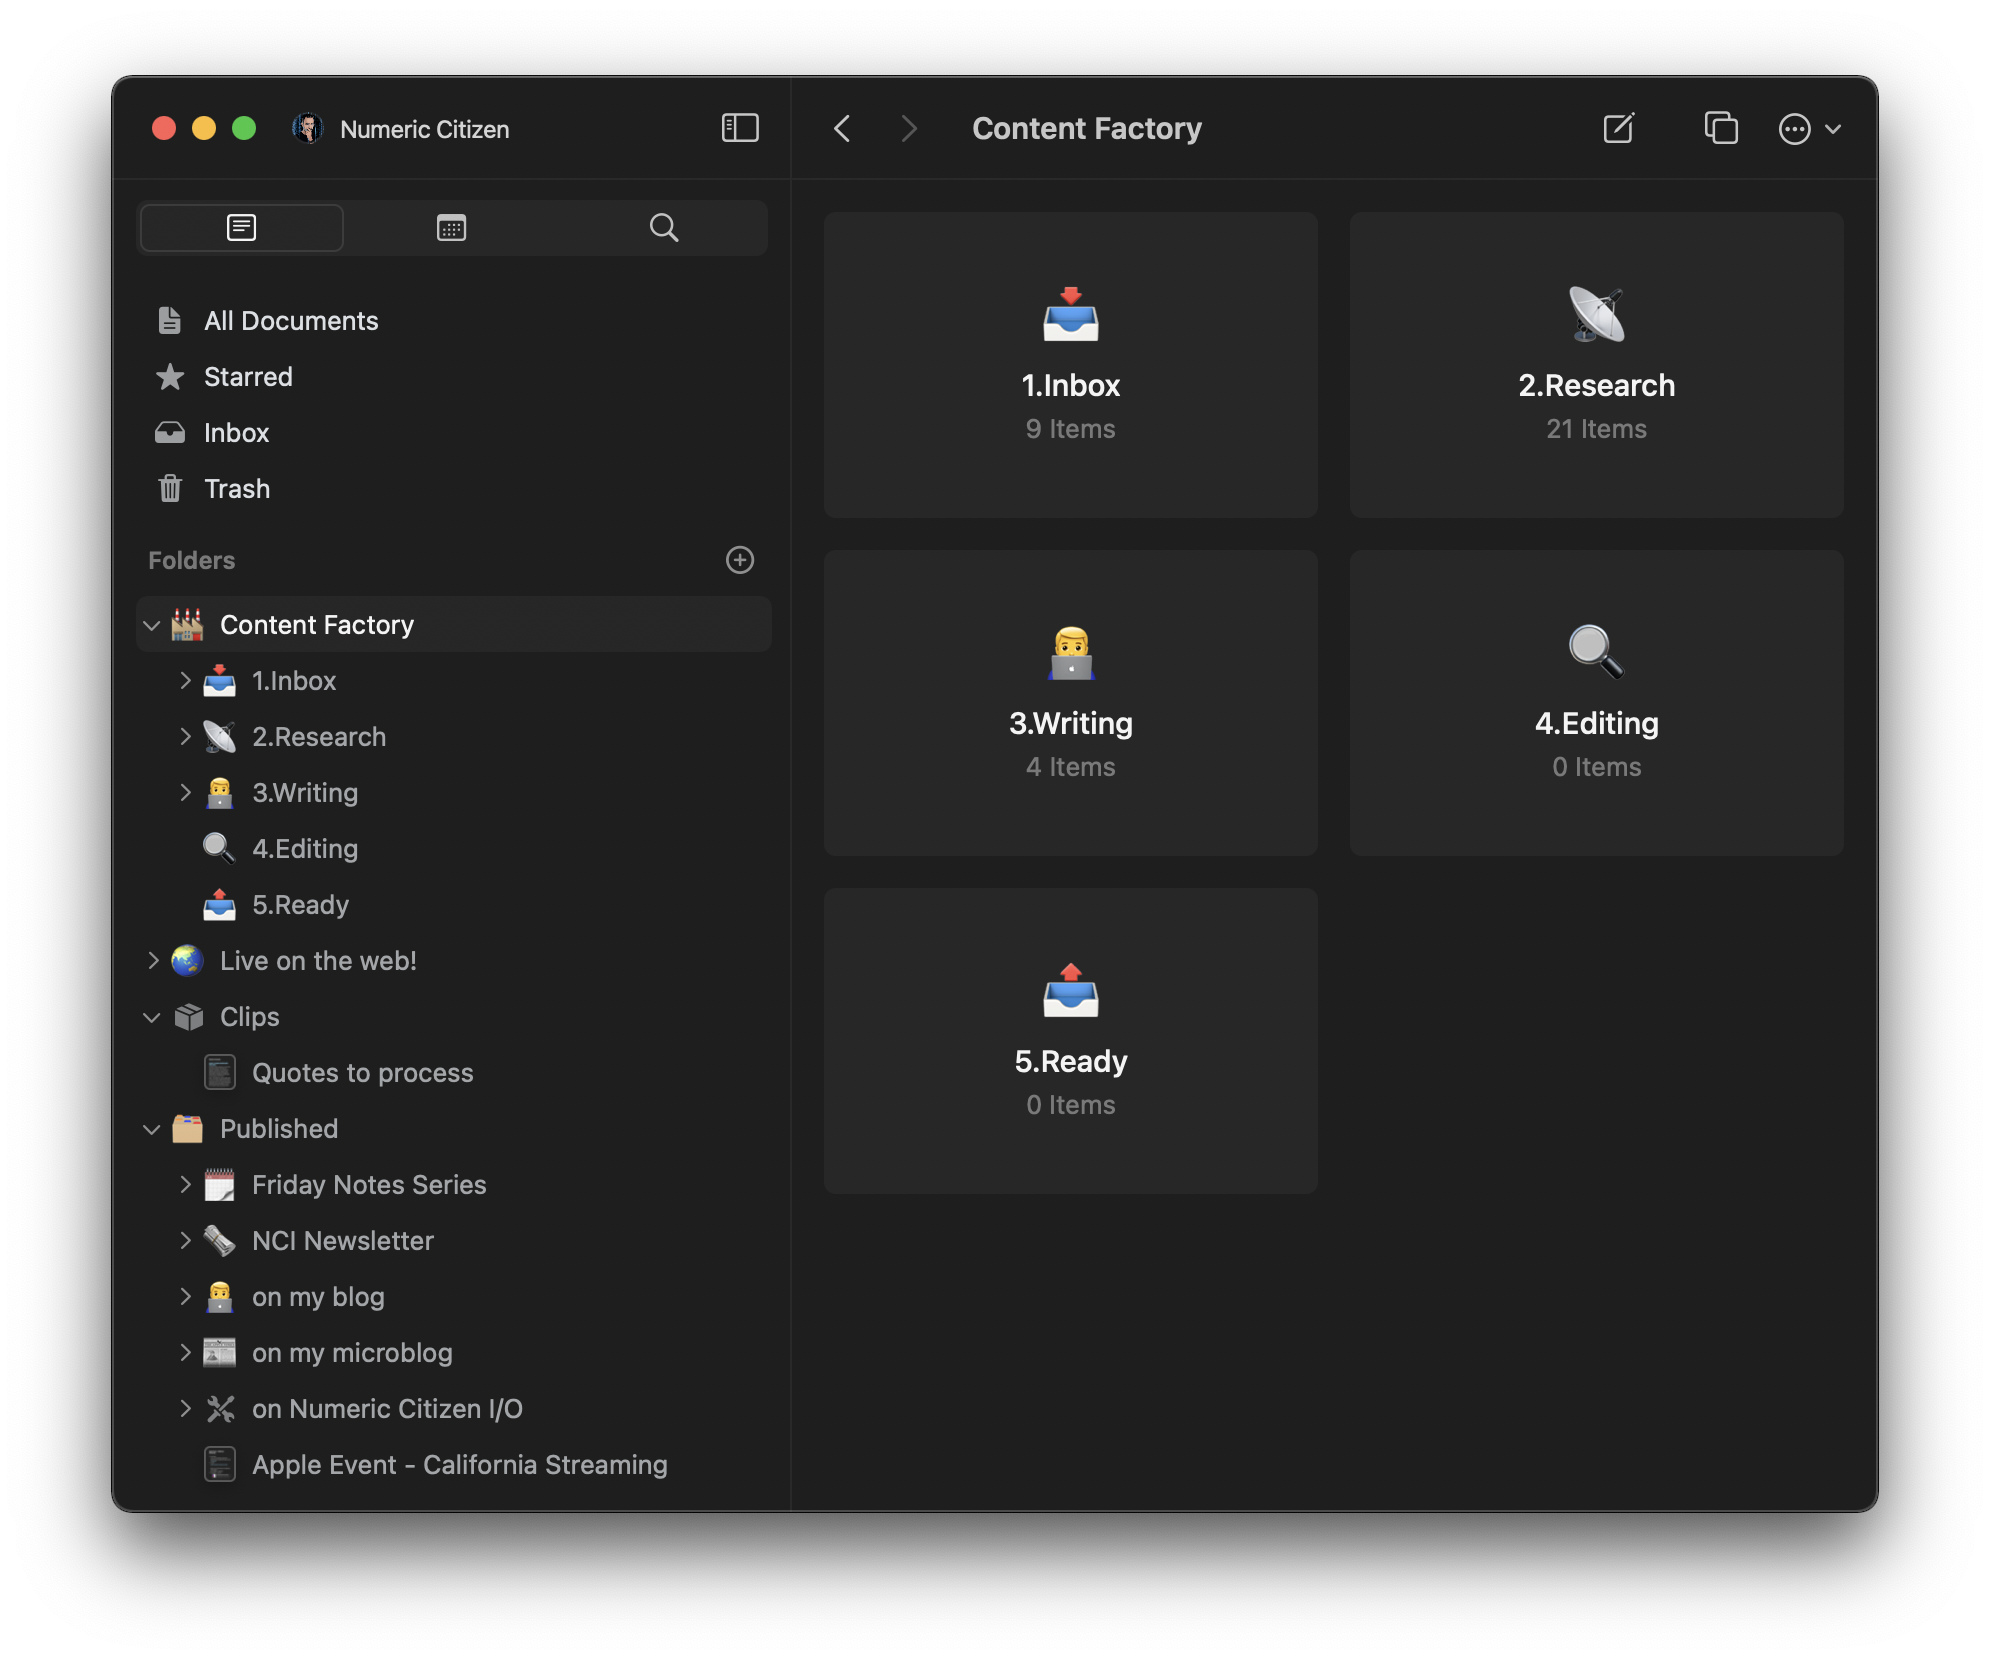 Numeric Citizen
All Documents
Starred
Inbox
Trash
Folders
Content Factory
1.Inbox
2.Research
3.Writing
4.Editing
5.Ready
Live on the web!
Clips
Quotes to process
Published
Friday Notes Series
NCI Newsletter
on my blog
on my microblog
on Numeric Citizen I/O
Apple Event - California Streaming
Content Factory
1.Inbox
9 Items
2.Research
21 Items
3.Writing
4 Items
4.Editing
0 Items
5.Ready
0 Items